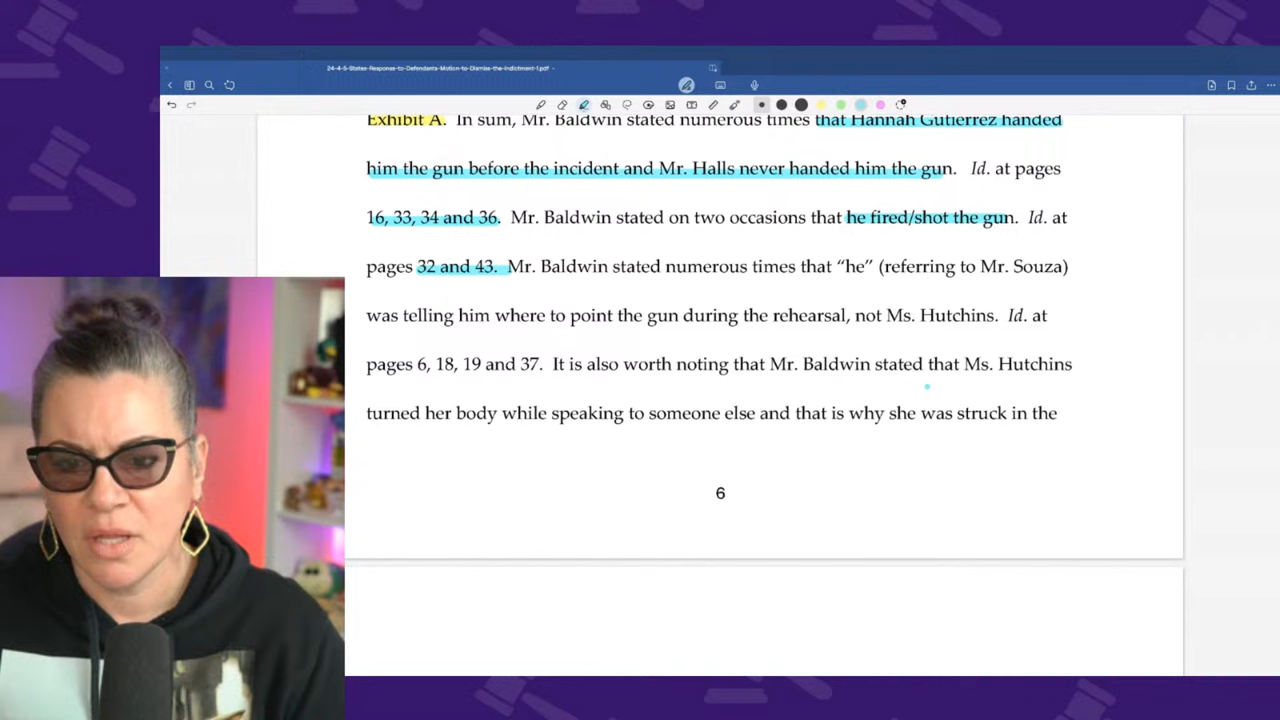 24-4-5-States-Response-to-Defendants-Motion-to-Dismiss-the-Indictment-1.pdf
Exhibit A. In sum, Mr. Baldwin stated numerous times that Hannah Gutierrez handed
him the gun before the incident and Mr. Halls never handed him the gun. Id. at pages
16, 33, 34 and 36. Mr. Baldwin stated on two occasions that he fired/shot the gun. Id. at
pages 32 and 43. Mr. Baldwin stated numerous times that “he” (referring to Mr. Souza)
was telling him where to point the gun during the rehearsal, not Ms. Hutchins. Id. at
pages 6, 18, 19 and 37. It is also worth noting that Mr. Baldwin stated that Ms. Hutchins
turned her body while speaking to someone else and that is why she was struck in the
6